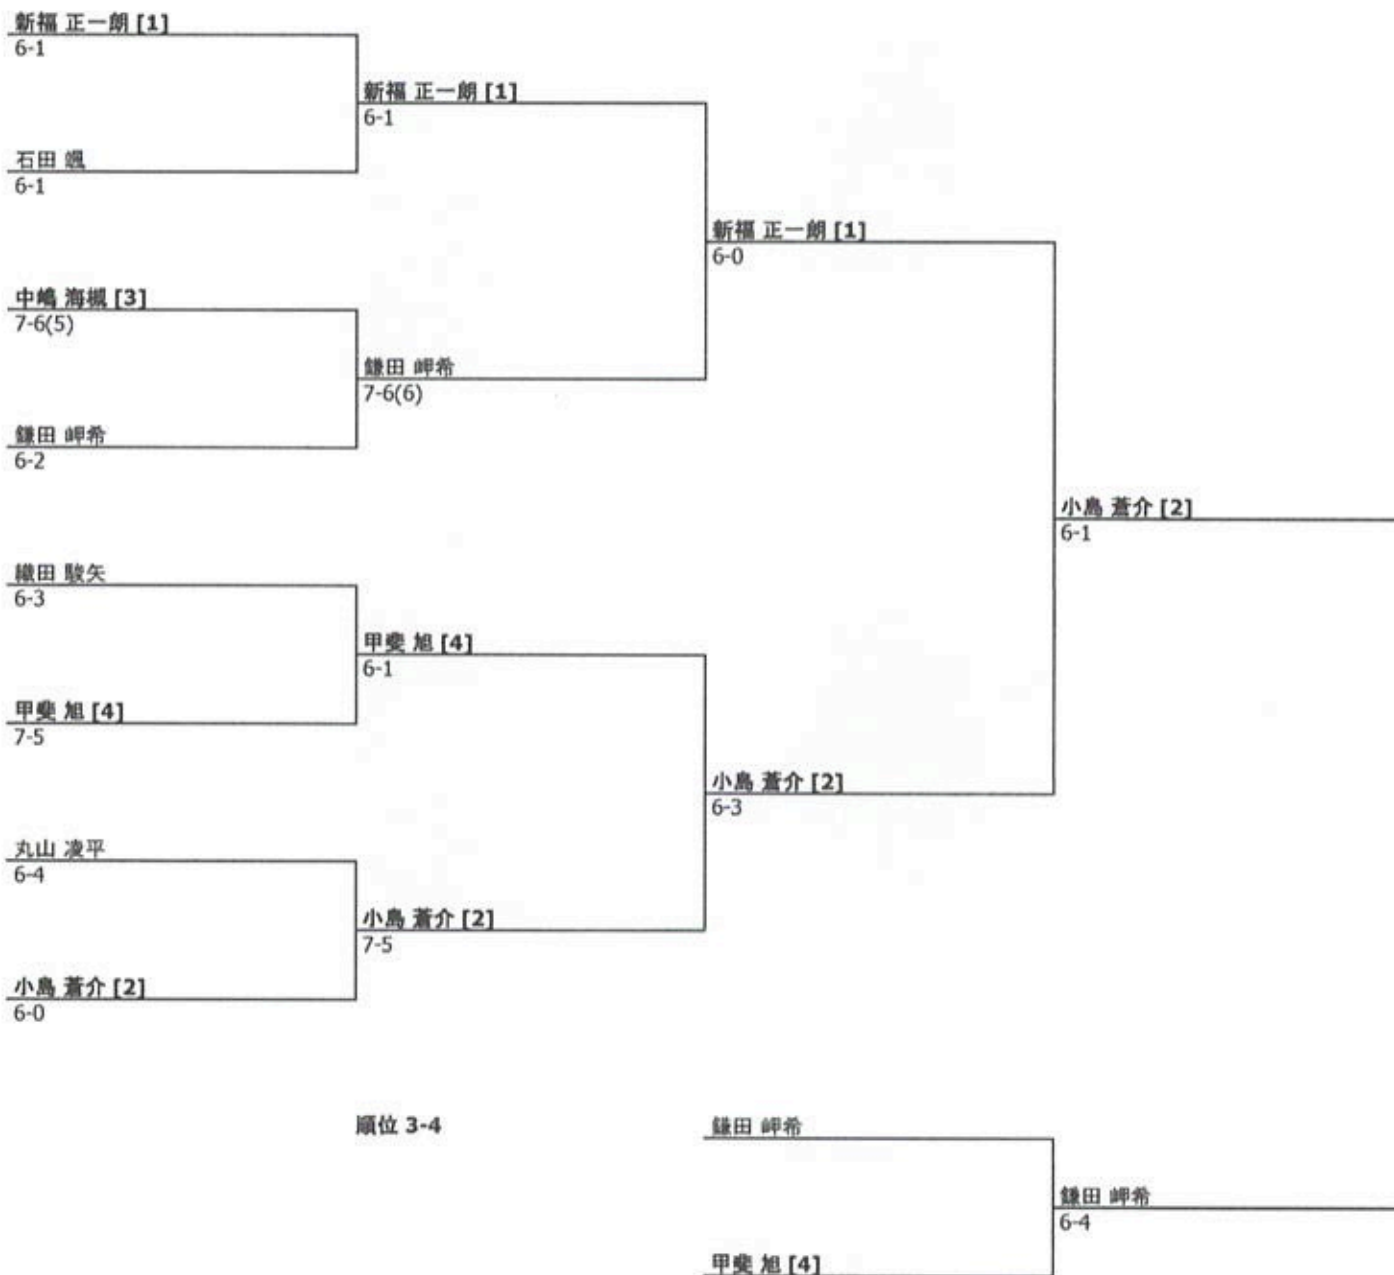 新福 正一朗 [1]
6-1
新福 正一朗 [1]
6-1
石田 颯
6-1
新福 正一朗 [1]
6-0
中嶋 海槻 [3]
7-6(5)
鎌田 岬希
7-6(6)
鎌田 岬希
6-2
小島 蒼介 [2]
6-1
織田 駿矢
6-3
甲斐 旭 [4]
6-1
甲斐 旭 [4]
7-5
小島 蒼介 [2]
6-3
丸山 凌平
6-4
小島 蒼介 [2]
7-5
小島 蒼介 [2]
6-0
順位 3-4
鎌田 岬希
鎌田 岬希
6-4
甲斐 旭 [4]